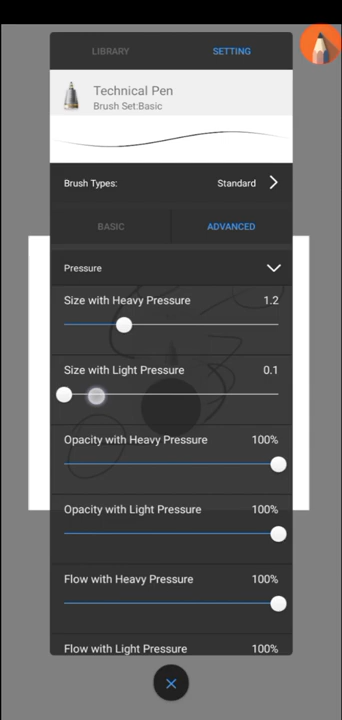 LIBRARY SETTING
Technical Pen
Brush Set:Basic
Brush Types: Standard
BASIC ADVANCED
Pressure
Size with Heavy Pressure 1.2
Size with Light Pressure 0.1
Opacity with Heavy Pressure 100%
Opacity with Light Pressure 100%
Flow with Heavy Pressure 100%
Flow with Light Pressure 100%